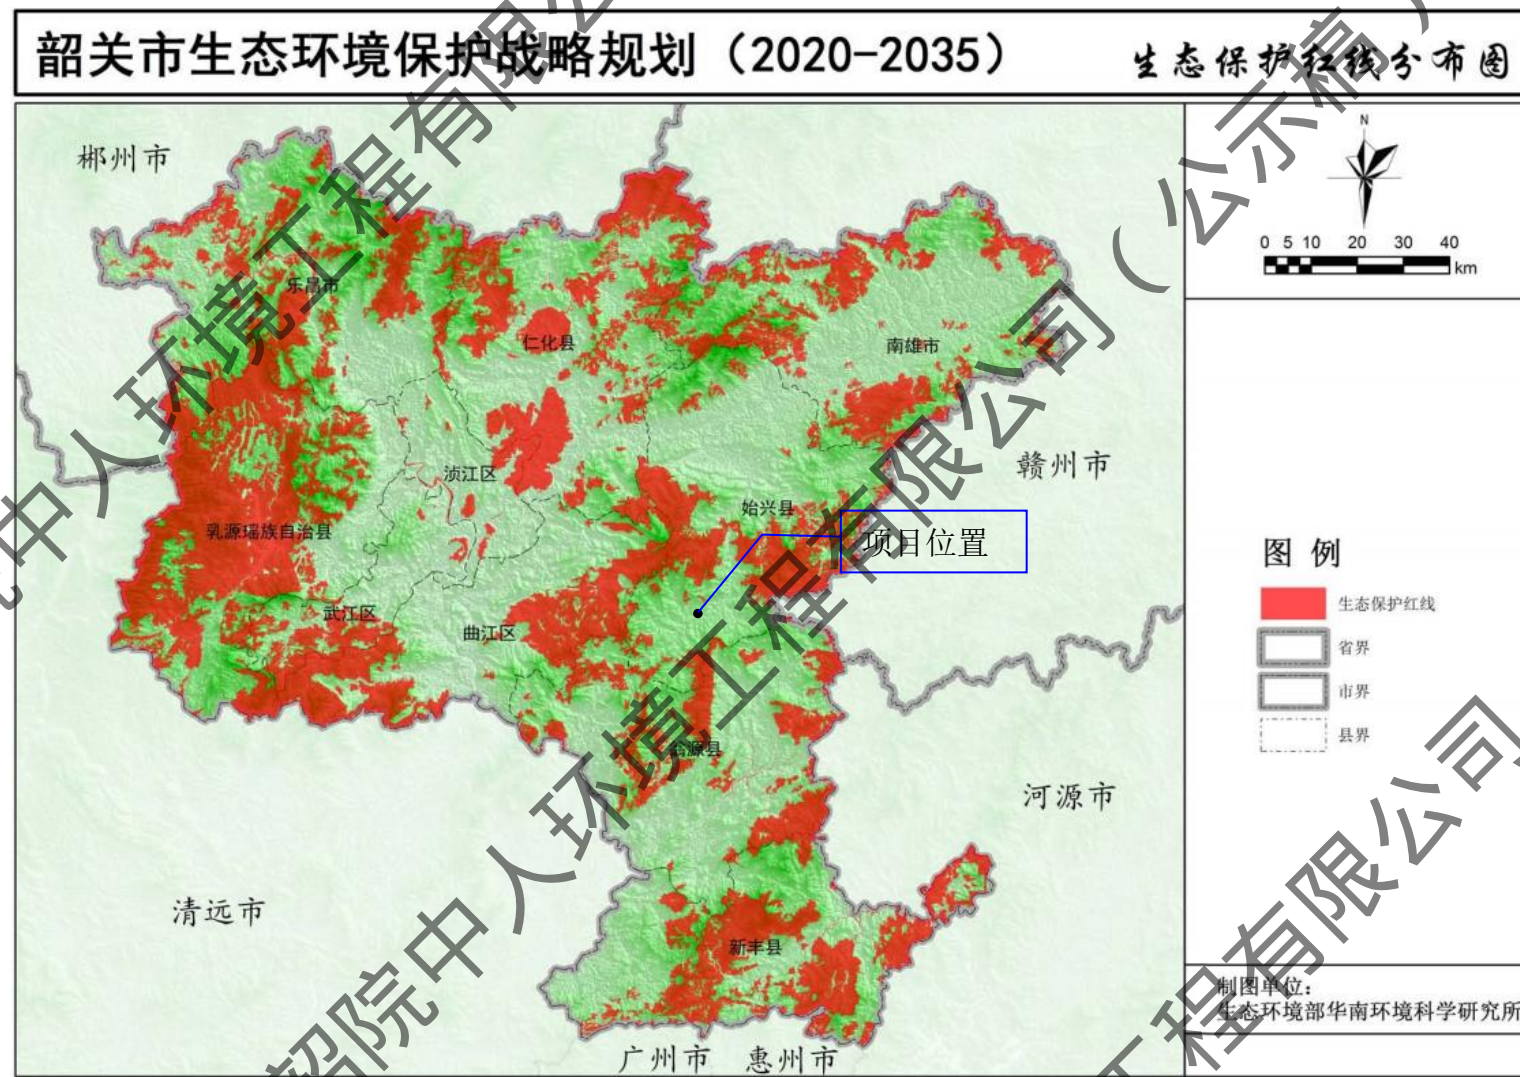 韶关市生态环境保护战略规划（2020-2035）
生态保护红线分布图
郴州市
N
0 5 10 20 30 40
km
乐昌市
仁化县
南雄市
浈江区
赣州市
始兴县
乳源瑶族自治县
项目位置
图 例
生态保护红线
武江区
曲江区
省界
市界
县界
翁源县
河源市
清远市
新丰县
制图单位：
生态环境部华南环境科学研究所
广州市 惠州市
韶院中人环境工程有限公司（公示稿）
院中人环境工程有限公司
工程有限公司